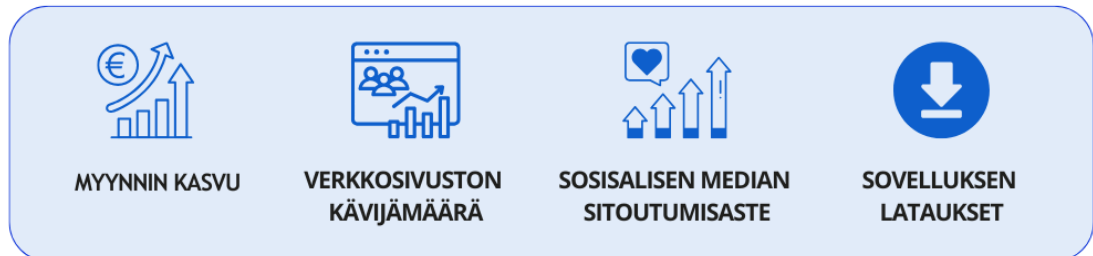 €
MYYNNIN KASVU
VERKKOSIVUSTON
KÄVIJÄMÄÄRÄ
SOSISALISEN MEDIAN
SITOUTUMISASTE
SOVELLUKSEN
LATAUKSET